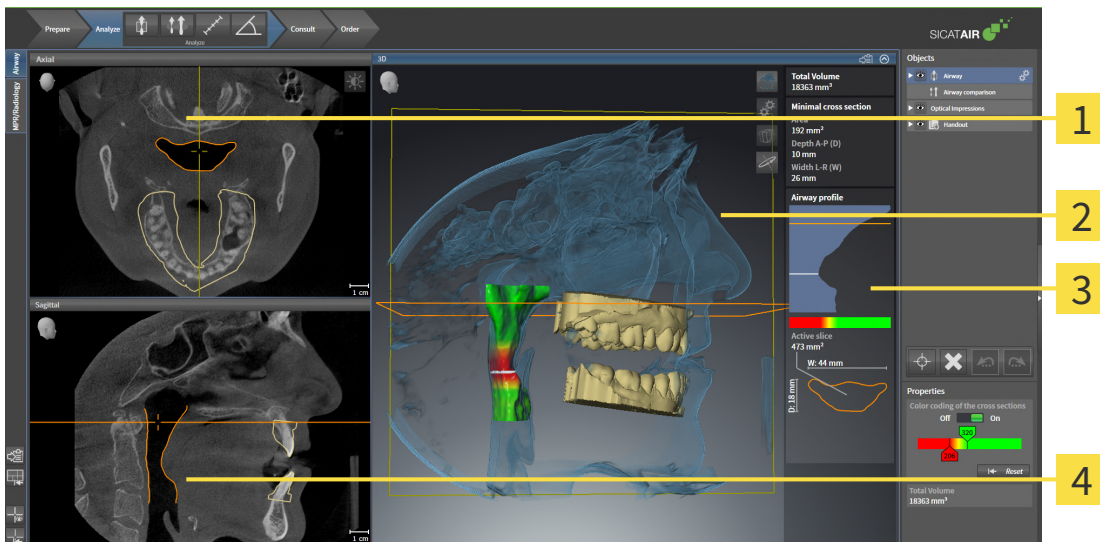 Prepare
Analyze
Analyze
Consult
Order
SICATAIR
Airway
MPR/Radiology
Axial
1 cm
Sagittal
1 cm
3D
Total Volume
18363 mm³
Minimal cross section
Area
192 mm²
Depth A-P (D)
10 mm
Width L-R (W)
26 mm
Airway profile
Active slice
473 mm²
W: 44 mm
D: 18 mm
Objects
Airway
Airway comparison
Optical Impressions
Handout
Properties
Color coding of the cross sections
Off On
320
206
Reset
Total Volume
18363 mm³
1
2
3
4